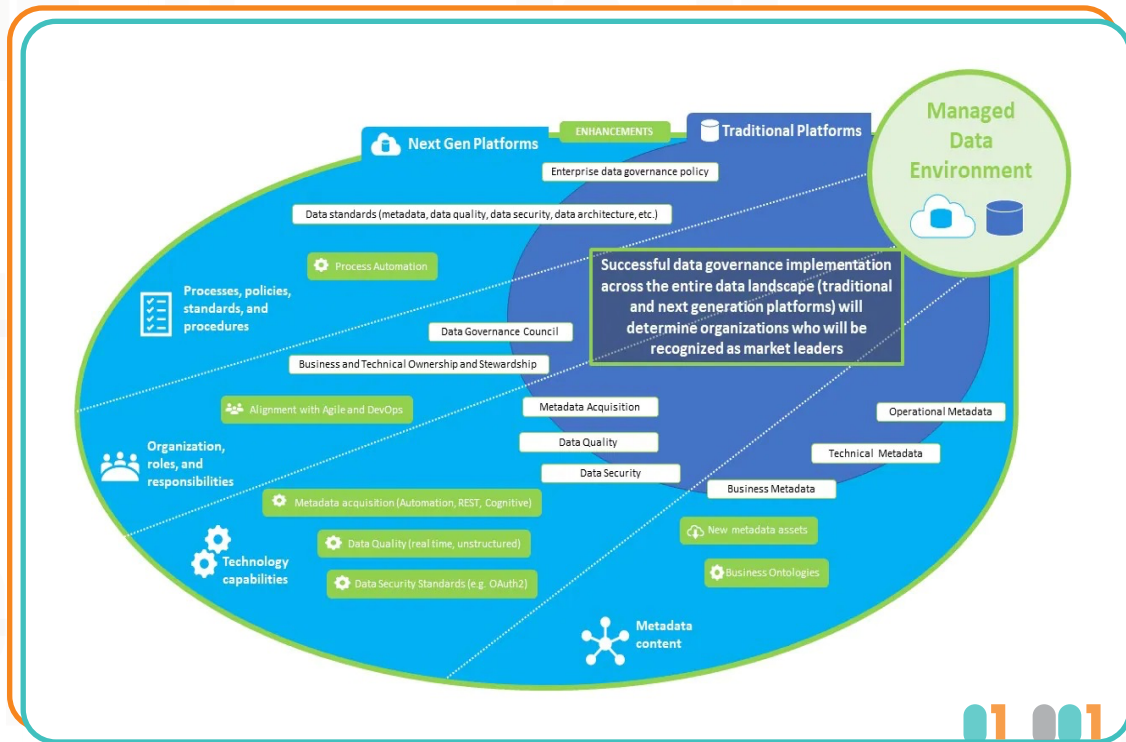 Managed
Data
Environment
Next Gen Platforms
ENHANCEMENTS
Traditional Platforms
Enterprise data governance policy
Data standards (metadata, data quality, data security, data architecture, etc.)
Process Automation
Processes, policies,
standards, and
procedures
Successful data governance implementation
across the entire data landscape (traditional
and next generation platforms) will
determine organizations who will be
recognized as market leaders
Data Governance Council
Business and Technical Ownership and Stewardship
Alignment with Agile and DevOps
Organization,
roles, and
responsibilities
Metadata Acquisition
Data Quality
Data Security
Metadata acquisition (Automation, REST, Cognitive)
Data Quality (real time, unstructured)
Data Security Standards (e.g. OAuth2)
Technology
capabilities
Operational Metadata
Technical Metadata
Business Metadata
New metadata assets
Business Ontologies
Metadata
content
01 001